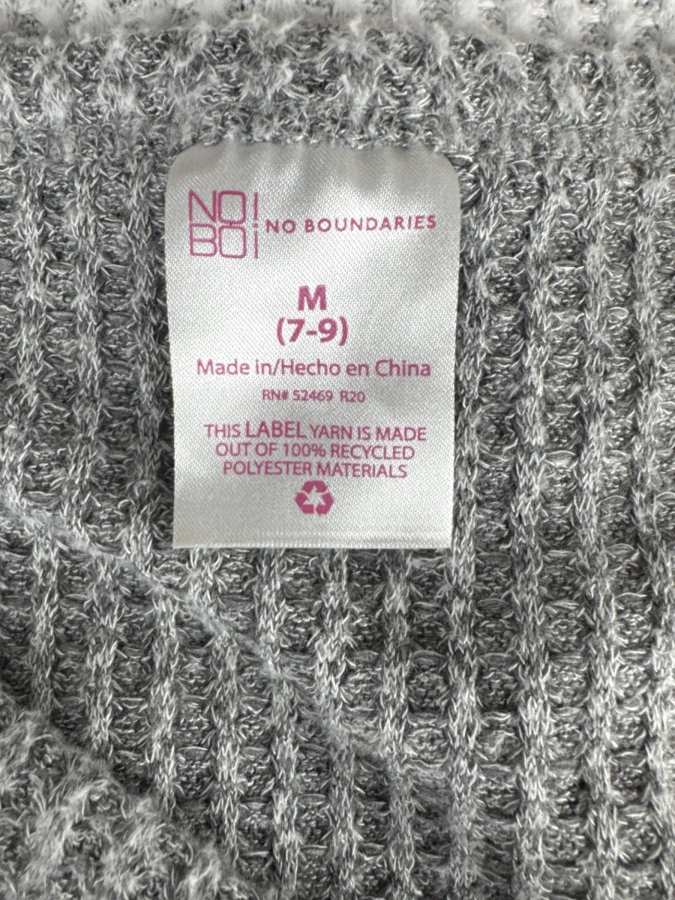 NO!
BOi
NO BOUNDARIES
M
(7-9)
Made in/Hecho en China
RN# 52469 R20
THIS LABEL YARN IS MADE
OUT OF 100% RECYCLED
POLYESTER MATERIALS